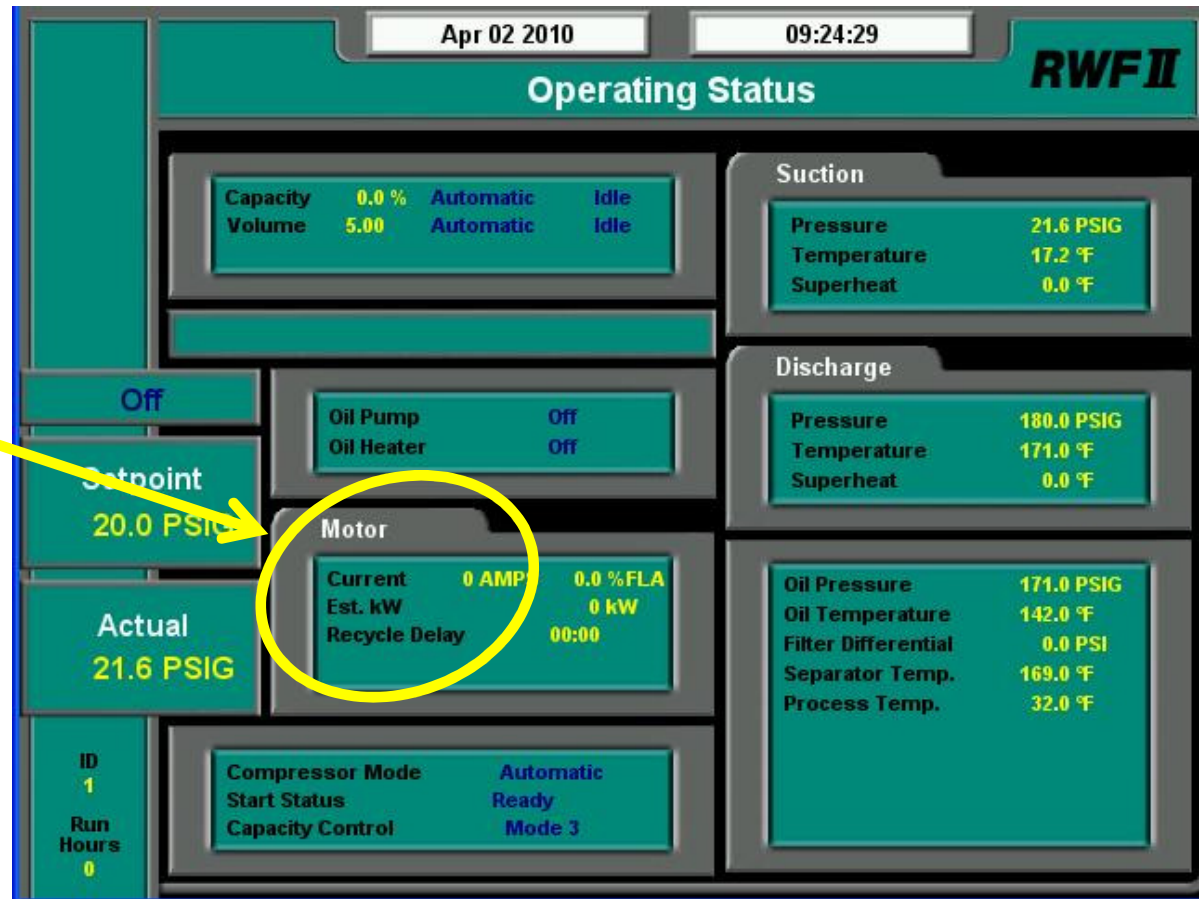 Apr 02 2010 09:24:29
Operating Status
RWF II
Capacity 0.0 % Automatic Idle
Volume 5.00 Automatic Idle
Suction
Pressure 21.6 PSIG
Temperature 17.2 °F
Superheat 0.0 °F
Off
Oil Pump Off
Oil Heater Off
Discharge
Pressure 180.0 PSIG
Temperature 171.0 °F
Superheat 0.0 °F
Setpoint
20.0 PSIG
Motor
Current 0 AMPS 0.0 %FLA
Est. kW 0 kW
Recycle Delay 00:00
Actual
21.6 PSIG
Oil Pressure 171.0 PSIG
Oil Temperature 142.0 °F
Filter Differential 0.0 PSI
Separator Temp. 169.0 °F
Process Temp. 32.0 °F
ID
1
Run
Hours
0
Compressor Mode Automatic
Start Status Ready
Capacity Control Mode 3